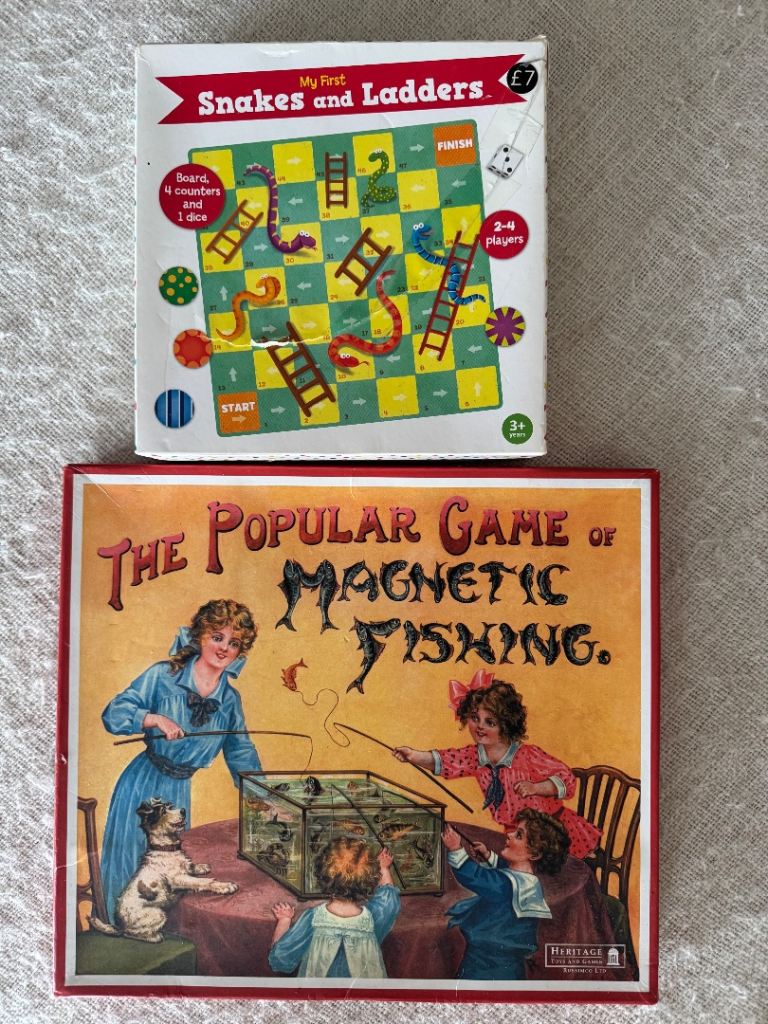 My First
Snakes and Ladders
£7
FINISH
Board,
4 counters
and
1 dice
2-4
players
START
3+
years
THE POPULAR GAME OF
MAGNETIC
FISHING.
HERITAGE
TOYS AND GAMES
RUSSIMCO LTD